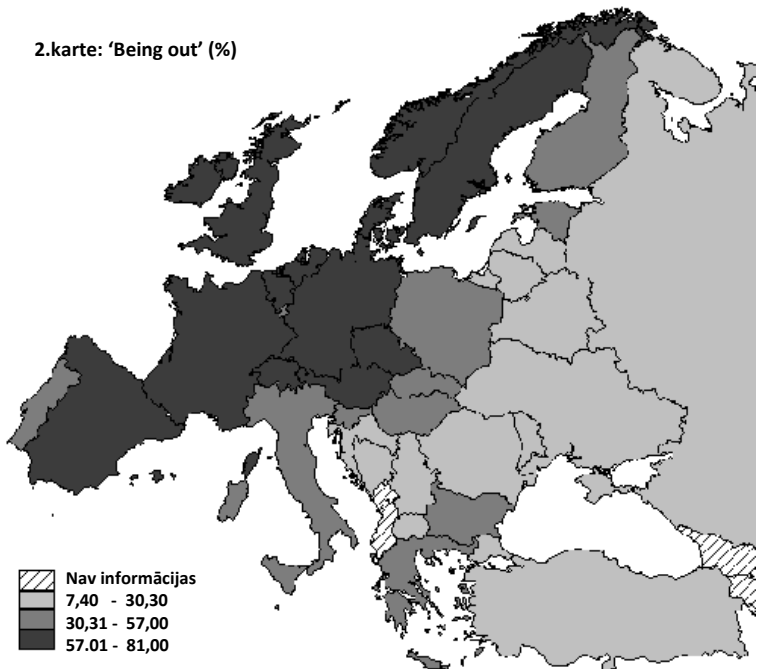 2.karte: ‘Being out’ (%)
Nav informācijas
7,40 - 30,30
30,31 - 57,00
57.01 - 81,00